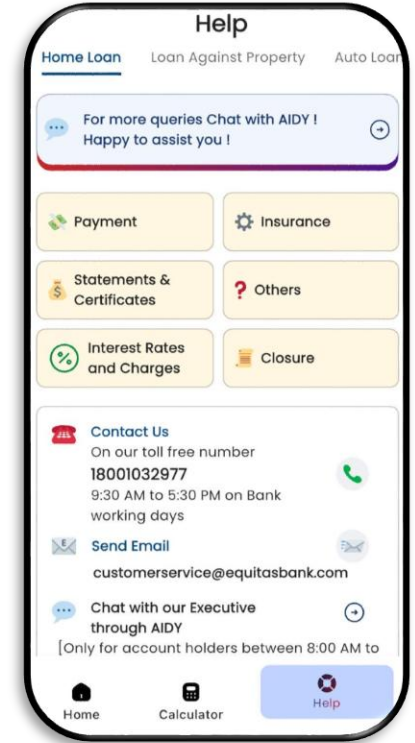 Help
Home Loan Loan Against Property Auto Loan
For more queries Chat with AIDY !
Happy to assist you !
Payment
Insurance
Statements &
Certificates
Others
Interest Rates
and Charges
Closure
Contact Us
On our toll free number
18001032977
9:30 AM to 5:30 PM on Bank
working days
Send Email
customerservice@equitasbank.com
Chat with our Executive
through AIDY
[Only for account holders between 8:00 AM to
Home Calculator Help